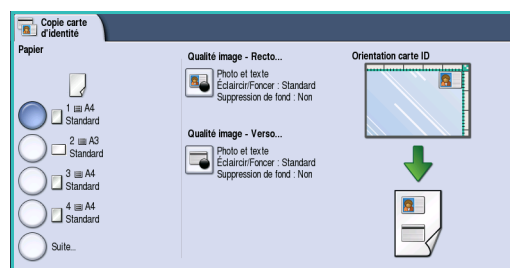 Copie carte
d'identité
Papier
1 A4
Standard
2 A3
Standard
3 A4
Standard
4 A4
Standard
Suite...
Qualité image - Recto...
Photo et texte
Éclaircir/Foncer : Standard
Suppression de fond : Non
Qualité image - Verso...
Photo et texte
Éclaircir/Foncer : Standard
Suppression de fond : Non
Orientation carte ID